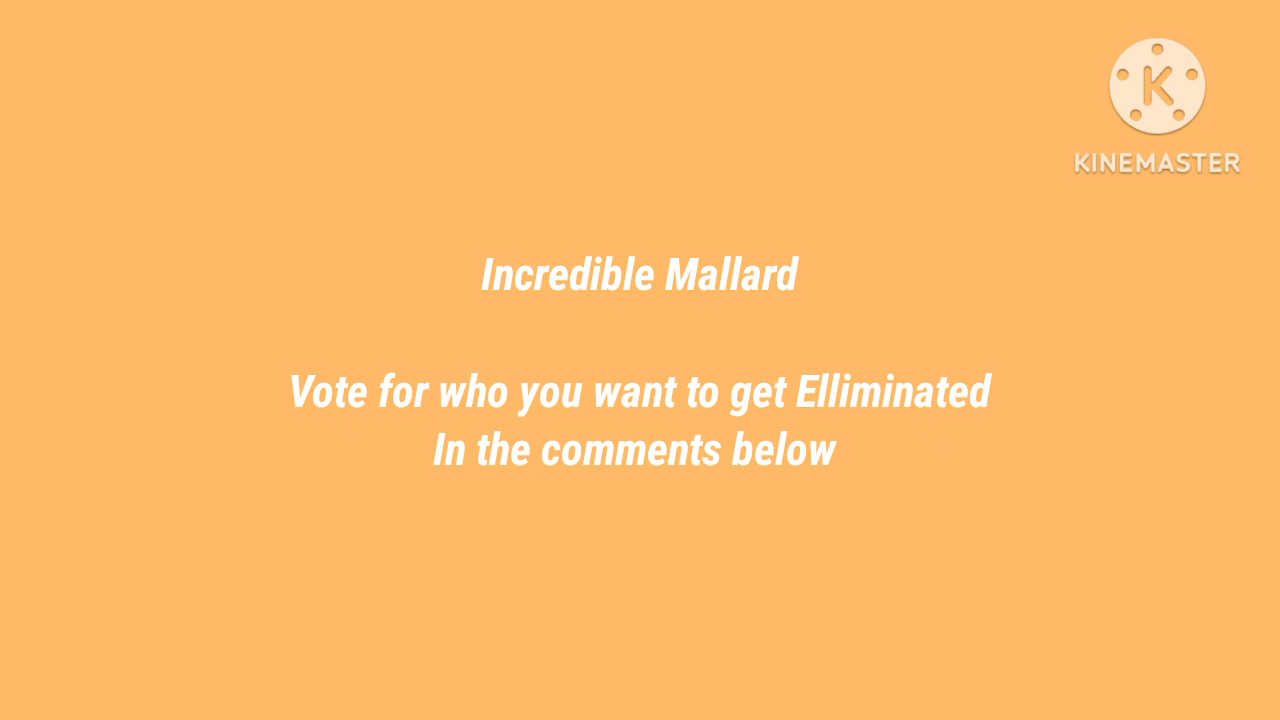 K
KINEMASTER
Incredible Mallard
Vote for who you want to get Elliminated
In the comments below